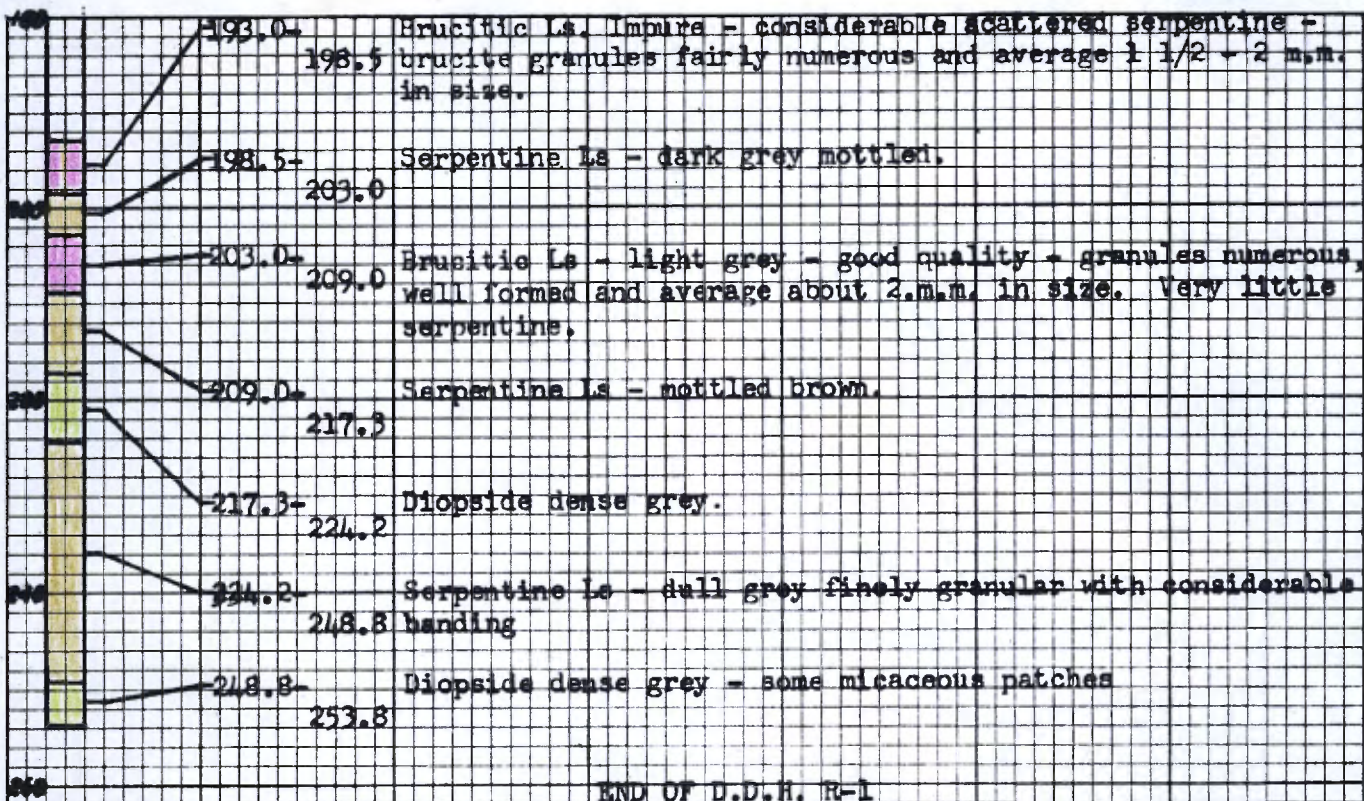 193.0- Brucitic Ls. Impure - considerable scattered serpentine -
198.5 brucite granules fairly numerous and average 1 1/2 - 2 m.m.
in size.
198.5- Serpentine Ls - dark grey mottled.
203.0
203.0- Brucitic Ls - light grey - good quality - granules numerous,
209.0 well formed and average about 2.m.m. in size. Very little
serpentine.
209.0- Serpentine Ls - mottled brown.
217.3
217.3- Diopside dense grey.
224.2
224.2- Serpentine Ls - dull grey finely granular with considerable
248.8 banding
248.8- Diopside dense grey - some micaceous patches
253.8
END OF D.D.H. R-1